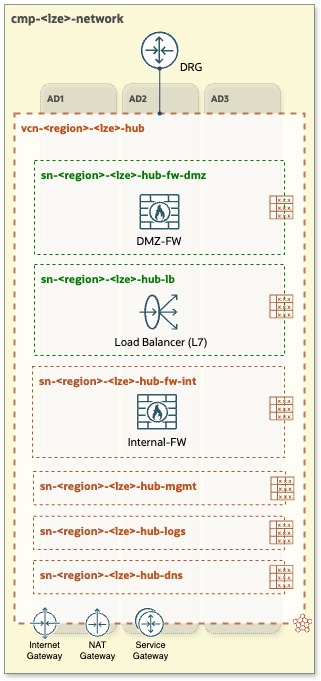 cmp-<lze>-network
DRG
AD1
AD2
AD3
vcn-<region>-<lze>-hub
sn-<region>-<lze>-hub-fw-dmz
DMZ-FW
sn-<region>-<lze>-hub-lb
Load Balancer (L7)
sn-<region>-<lze>-hub-fw-int
Internal-FW
sn-<region>-<lze>-hub-mgmt
sn-<region>-<lze>-hub-logs
sn-<region>-<lze>-hub-dns
Internet
Gateway
NAT
Gateway
Service
Gateway